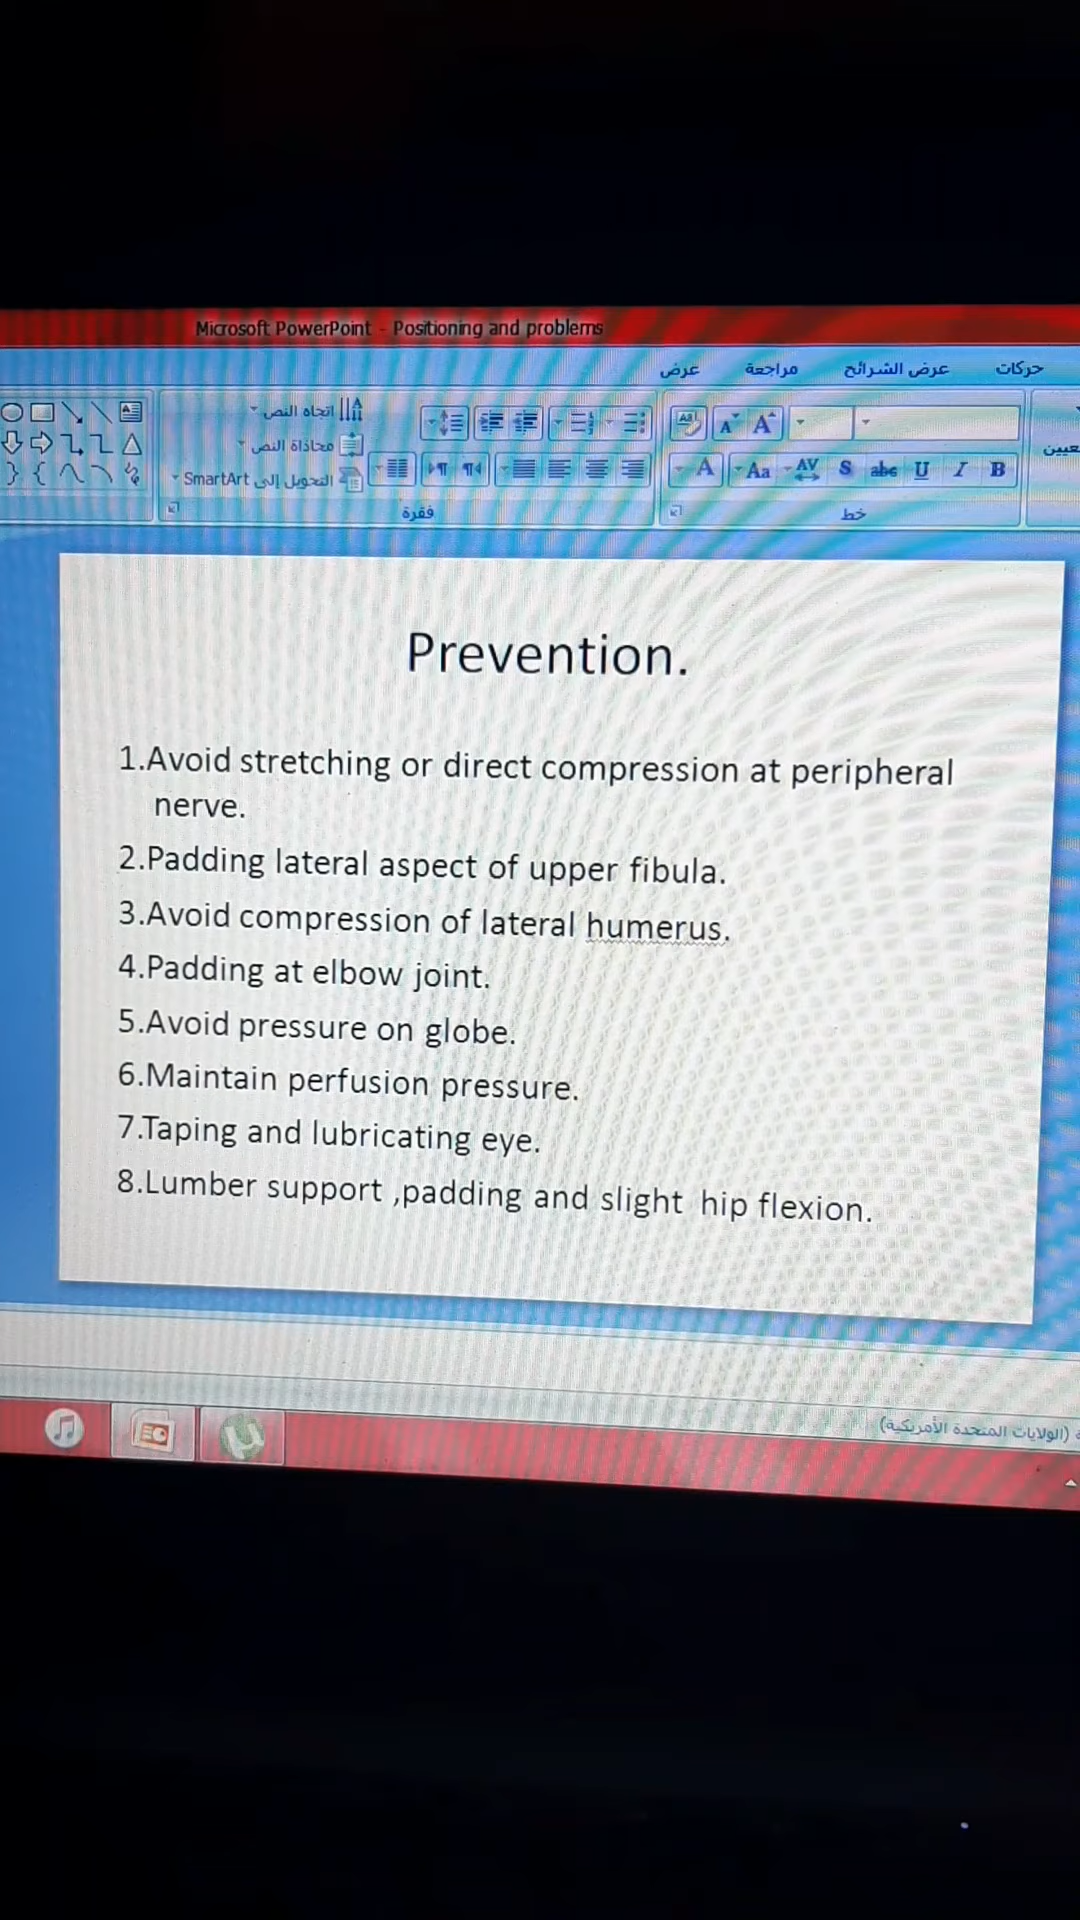 Microsoft PowerPoint - Positioning and problems
حركات عرض الشرائح مراجعة عرض
اتجاه النص
محاذاة النص
التحويل إلى SmartArt
A A
A Aa AV S abc U I B
فقرة
خط
Prevention.
1.Avoid stretching or direct compression at peripheral
nerve.
2.Padding lateral aspect of upper fibula.
3.Avoid compression of lateral humerus.
4.Padding at elbow joint.
5.Avoid pressure on globe.
6.Maintain perfusion pressure.
7.Taping and lubricating eye.
8.Lumber support ,padding and slight hip flexion.
(الولايات المتحدة الأمريكية)